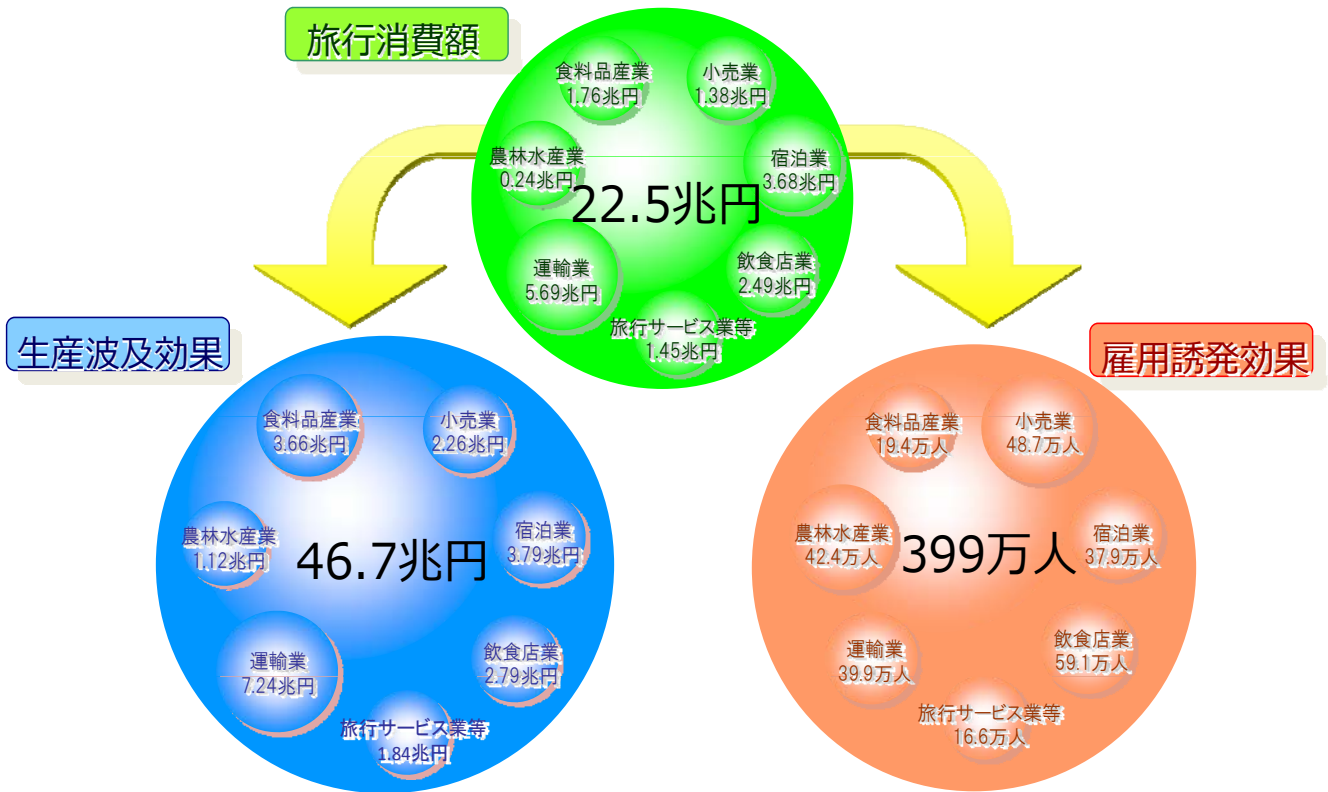 旅行消費額
食料品産業
1.76兆円
小売業
1.38兆円
農林水産業
0.24兆円
宿泊業
3.68兆円
22.5兆円
運輸業
5.69兆円
飲食店業
2.49兆円
旅行サービス業等
1.45兆円
生産波及効果
食料品産業
3.66兆円
小売業
2.26兆円
農林水産業
1.12兆円
宿泊業
3.79兆円
46.7兆円
運輸業
7.24兆円
飲食店業
2.79兆円
旅行サービス業等
1.84兆円
雇用誘発効果
食料品産業
19.4万人
小売業
48.7万人
農林水産業
42.4万人
宿泊業
37.9万人
399万人
運輸業
39.9万人
飲食店業
59.1万人
旅行サービス業等
16.6万人